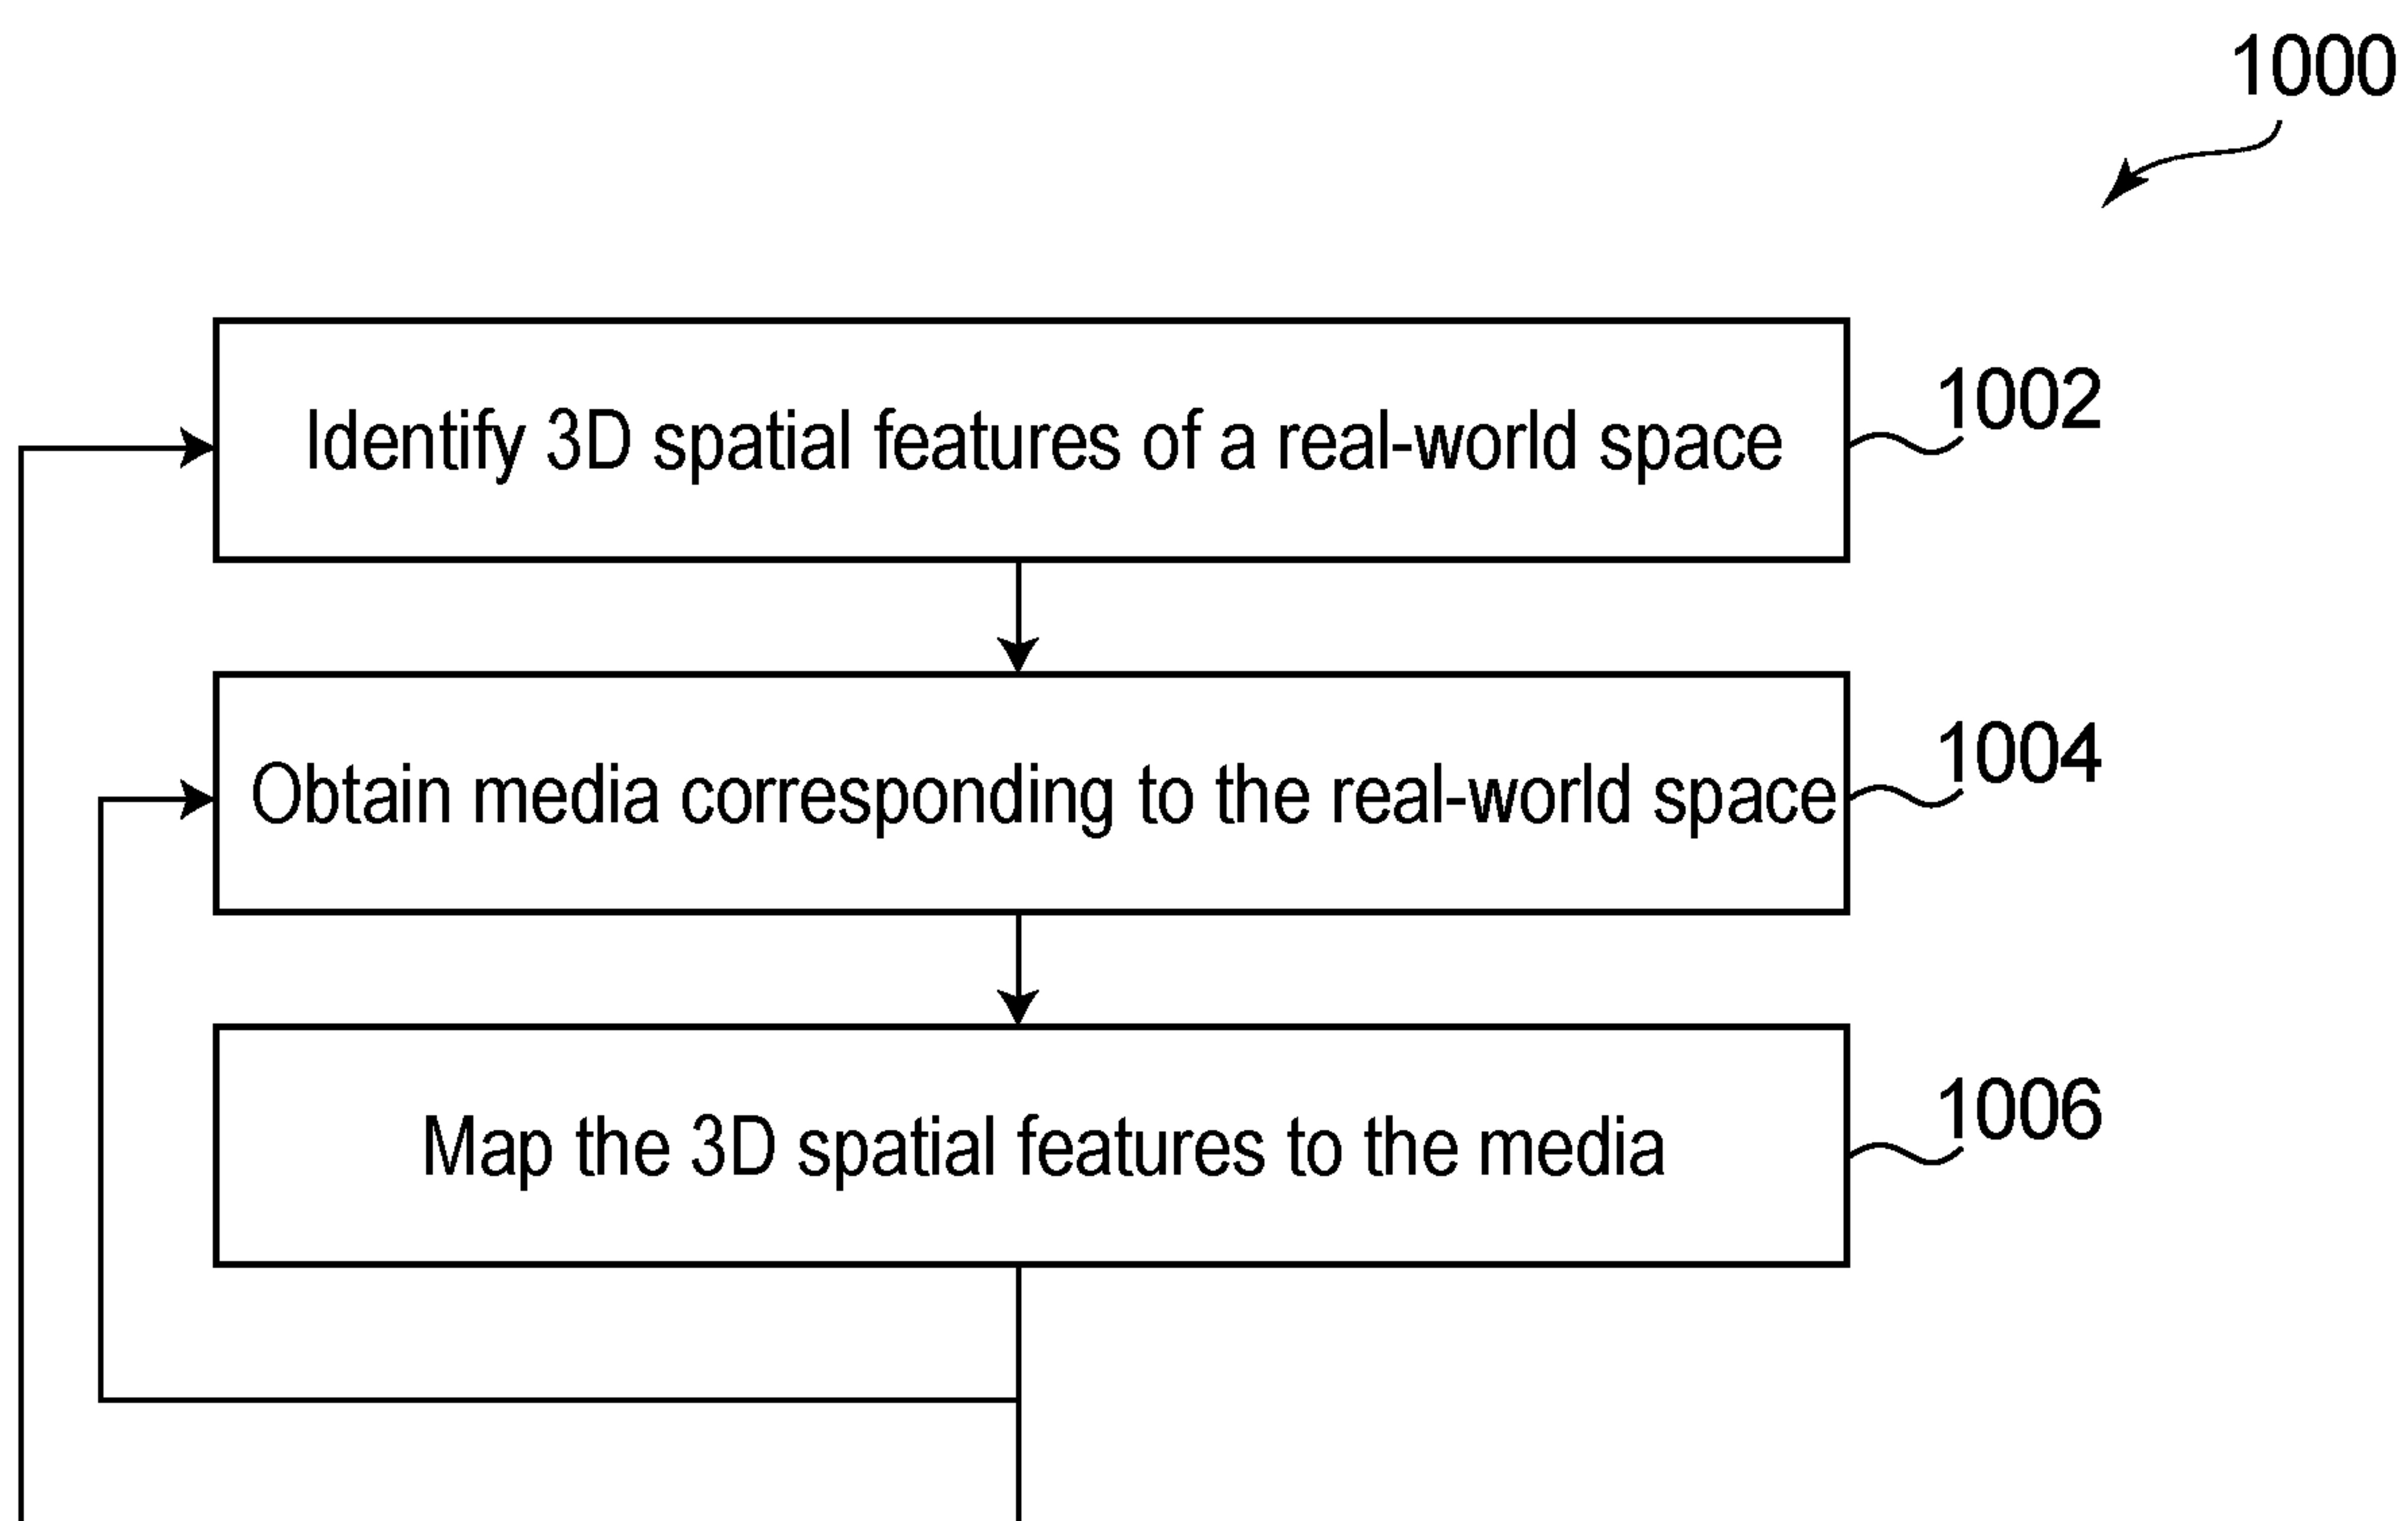 1000
Identify 3D spatial features of a real-world space
1002
Obtain media corresponding to the real-world space
1004
Map the 3D spatial features to the media
1006